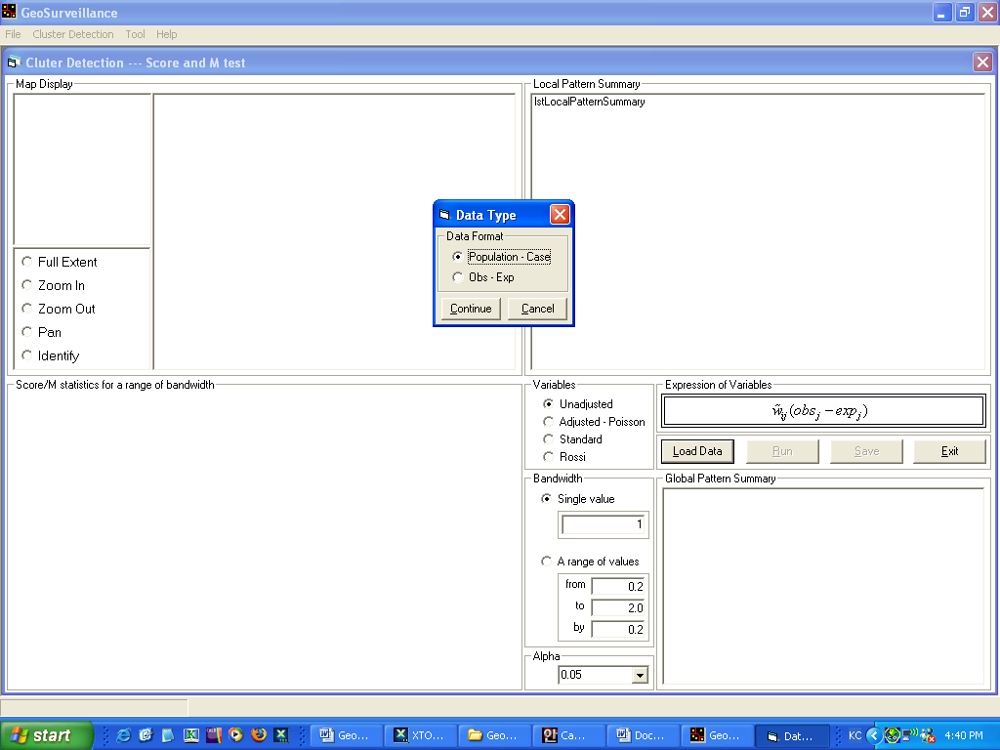 GeoSurveillance
File Cluster Detection Tool Help
Cluter Detection --- Score and M test
Map Display
Local Pattern Summary
lstLocalPatternSummary
Data Type
Data Format
Population - Case
Obs - Exp
Continue Cancel
Full Extent
Zoom In
Zoom Out
Pan
Identify
Score/M statistics for a range of bandwidth
Variables
Unadjusted
Adjusted - Poisson
Standard
Rossi
Expression of Variables
w̃ij(obsj − expj)
Load Data Run Save Exit
Bandwidth
Single value
1
A range of values
from 0.2
to 2.0
by 0.2
Alpha
0.05
Global Pattern Summary
start Geo... XTO... Geo... Ca... Doc... Geo... Dat... KC 4:40 PM